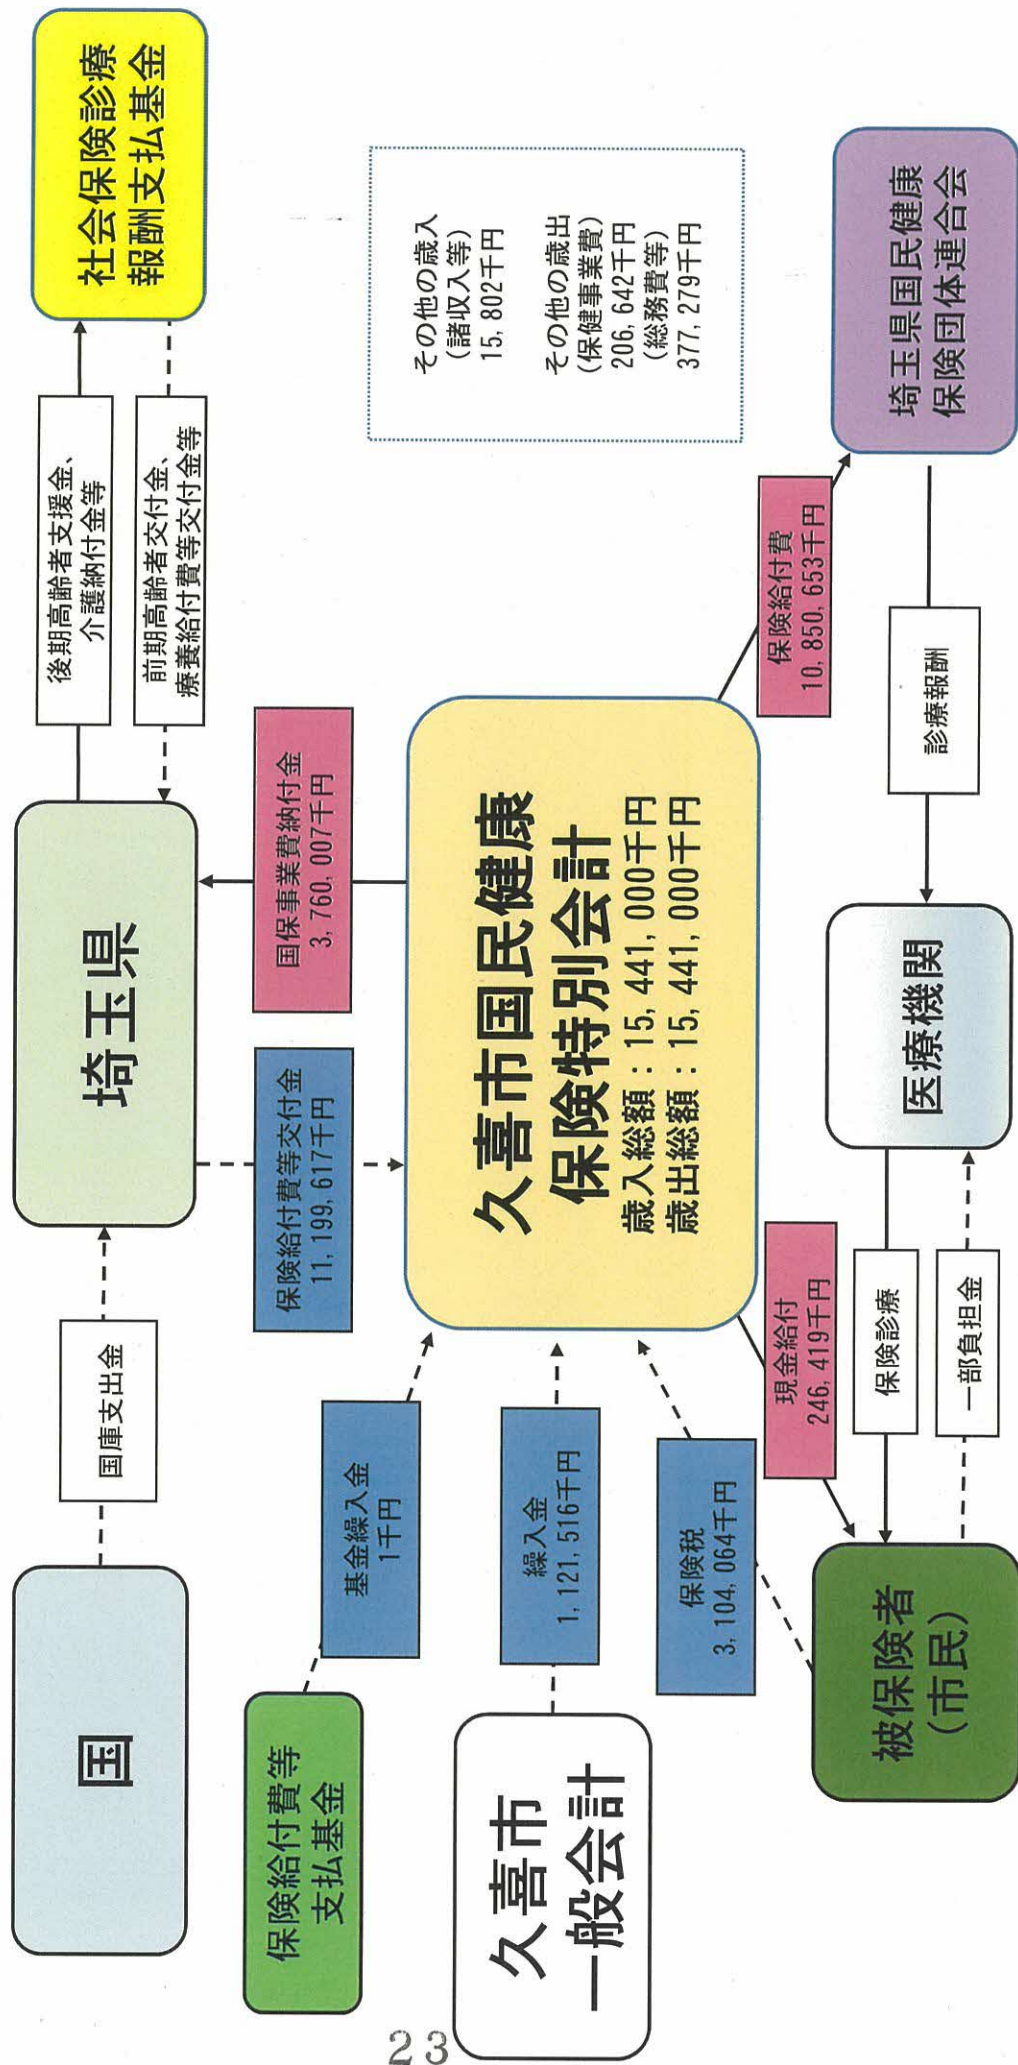 国
国庫支出金
埼玉県
後期高齢者支援金、
介護納付金等
前期高齢者交付金、
療養給付費等交付金等
社会保険診療
報酬支払基金
保険給付費等交付金
11,199,617千円
国保事業費納付金
3,760,007千円
保険給付費等
支払基金
基金繰入金
1千円
久喜市
一般会計
繰入金
1,121,516千円
久喜市国民健康
保険特別会計
歳入総額：15,441,000千円
歳出総額：15,441,000千円
その他の歳入
(諸収入等)
15,802千円
その他の歳出
(保健事業費)
206,642千円
(総務費等)
377,279千円
保険税
3,104,064千円
現金給付
246,419千円
保険給付費
10,850,653千円
被保険者
(市民)
保険診療
一部負担金
医療機関
診療報酬
埼玉県国民健康
保険団体連合会
23